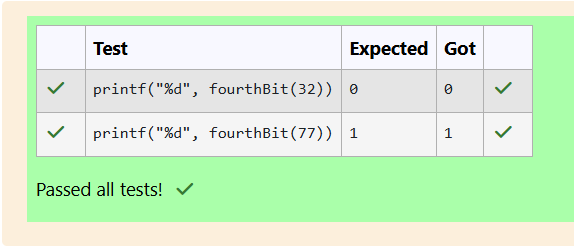 Test Expected Got
printf("%d", fourthBit(32)) 0 0
printf("%d", fourthBit(77)) 1 1
Passed all tests!